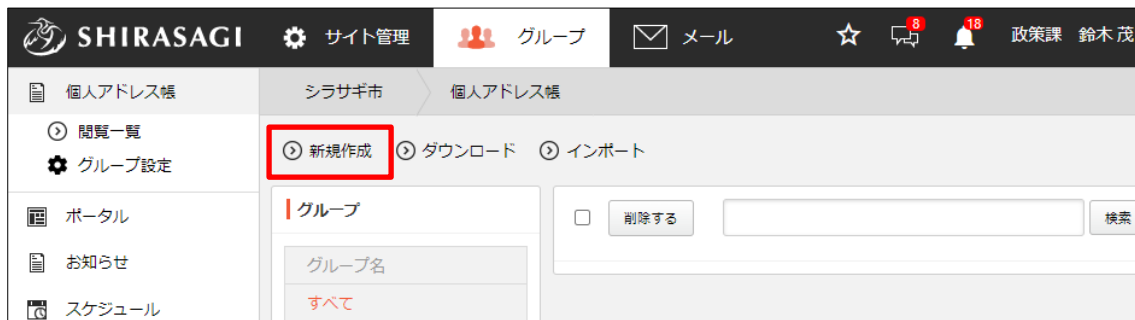 SHIRASAGI サイト管理 グループ メール 8 18 政策課 鈴木 茂
個人アドレス帳 シラサギ市 個人アドレス帳
閲覧一覧
グループ設定
新規作成 ダウンロード インポート
ポータル
グループ
削除する 検索
お知らせ
グループ名
スケジュール
すべて